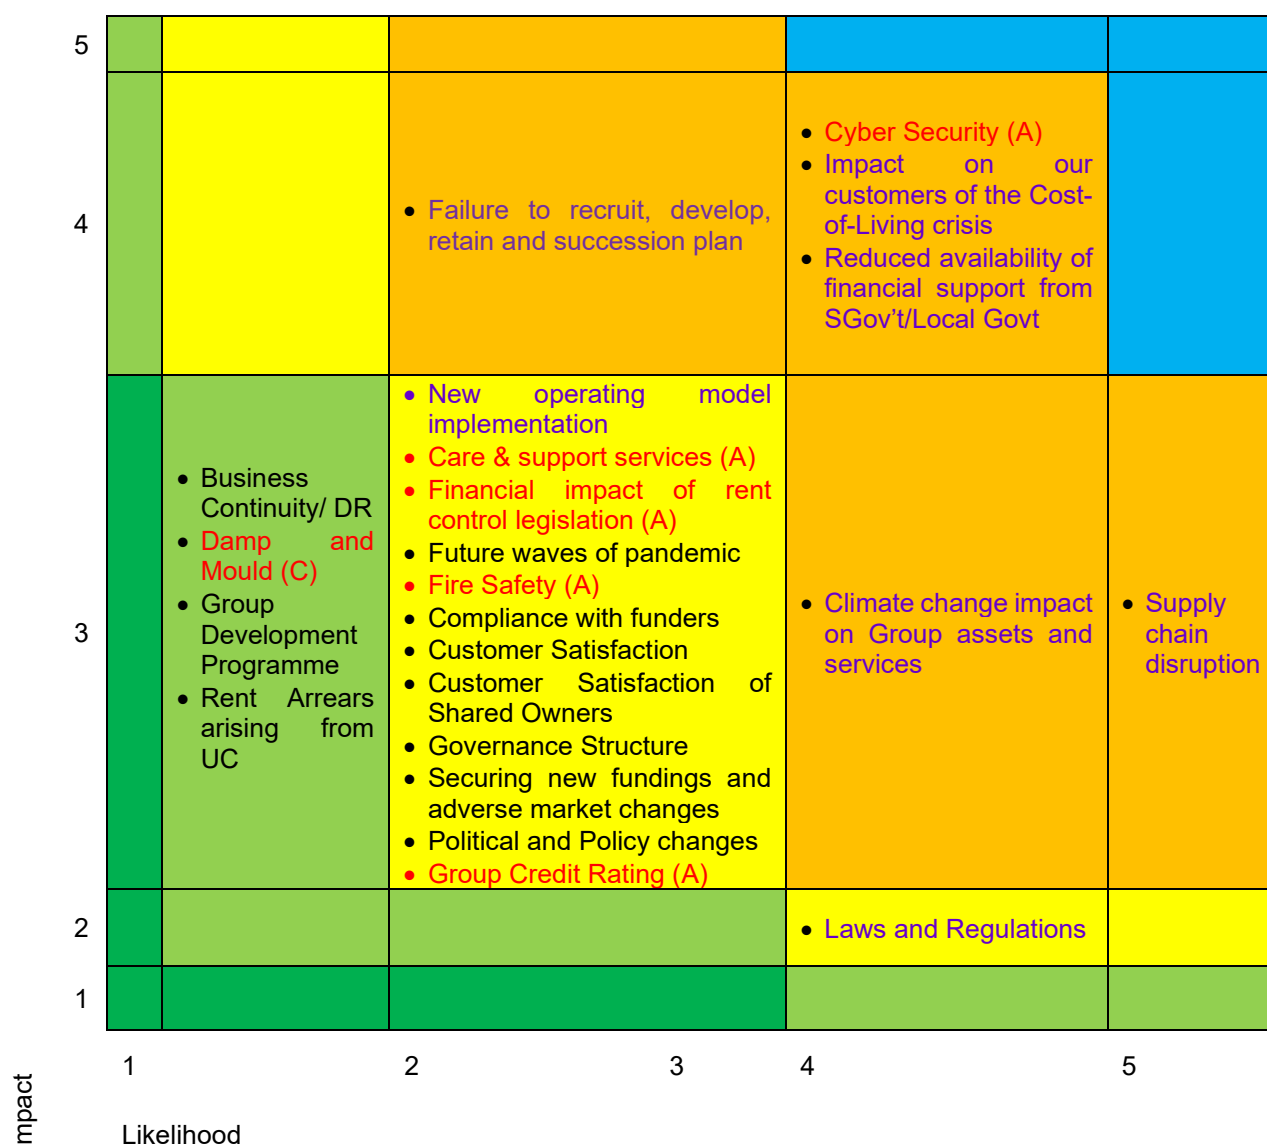 5
4
• Failure to recruit, develop,
retain and succession plan
• Cyber Security (A)
• Impact on our
customers of the Cost-
of-Living crisis
• Reduced availability of
financial support from
SGov’t/Local Govt
3
• Business
Continuity/ DR
• Damp and
Mould (C)
• Group
Development
Programme
• Rent Arrears
arising from
UC
• New operating model
implementation
• Care & support services (A)
• Financial impact of rent
control legislation (A)
• Future waves of pandemic
• Fire Safety (A)
• Compliance with funders
• Customer Satisfaction
• Customer Satisfaction of
Shared Owners
• Governance Structure
• Securing new fundings and
adverse market changes
• Political and Policy changes
• Group Credit Rating (A)
• Climate change impact
on Group assets and
services
• Supply
chain
disruption
2
• Laws and Regulations
1
1 2 3 4 5
mpact
Likelihood